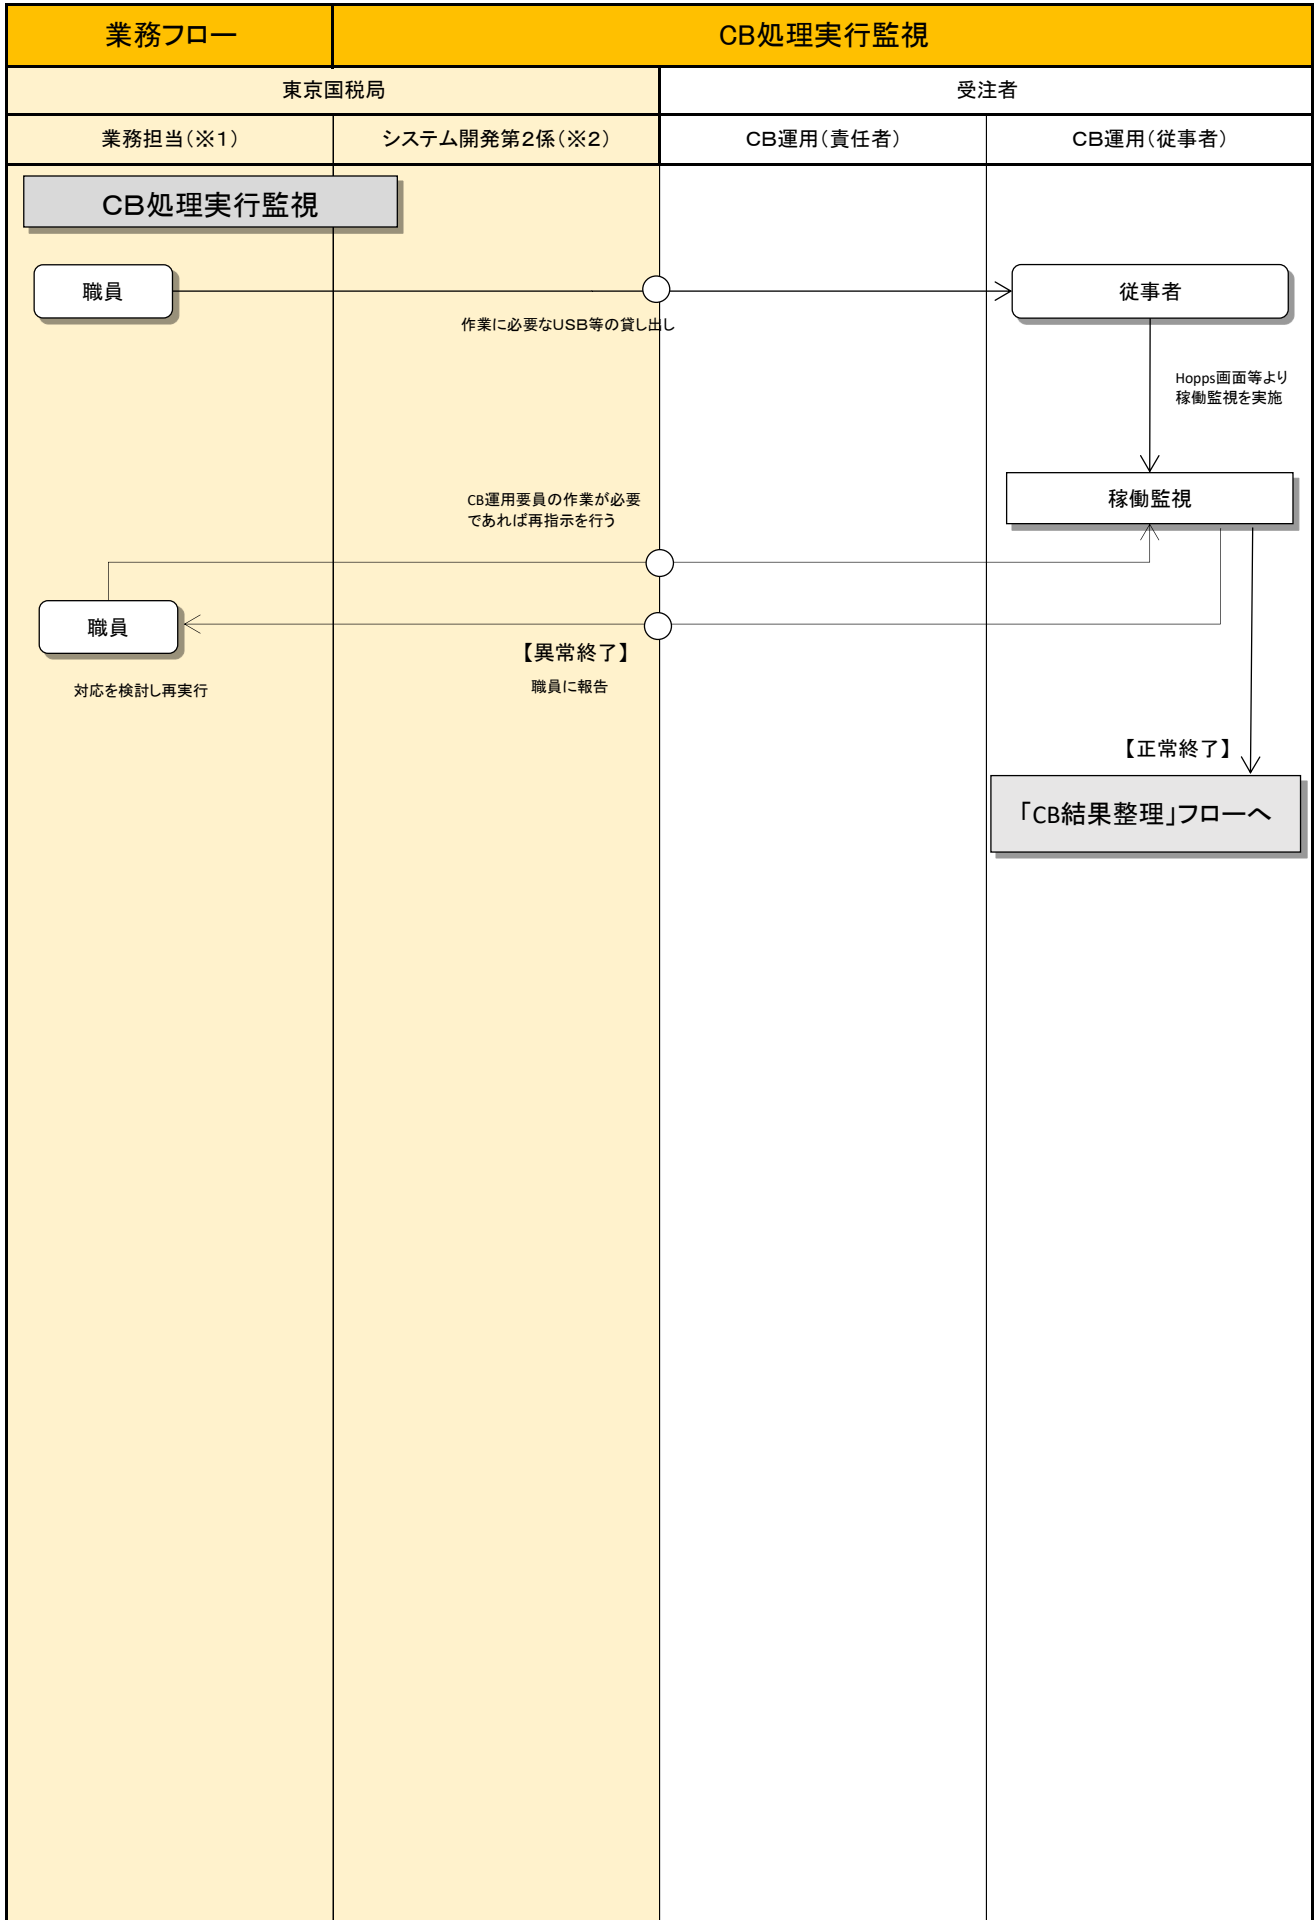 業務フロー
CB処理実行監視
東京国税局
受注者
業務担当(※1)
システム開発第2係(※2)
CB運用(責任者)
CB運用(従事者)
CB処理実行監視
職員
従事者
作業に必要なUSB等の貸し出し
Hopps画面等より
稼働監視を実施
CB運用要員の作業が必要
であれば再指示を行う
稼働監視
職員
【異常終了】
職員に報告
対応を検討し再実行
【正常終了】
「CB結果整理」フローへ